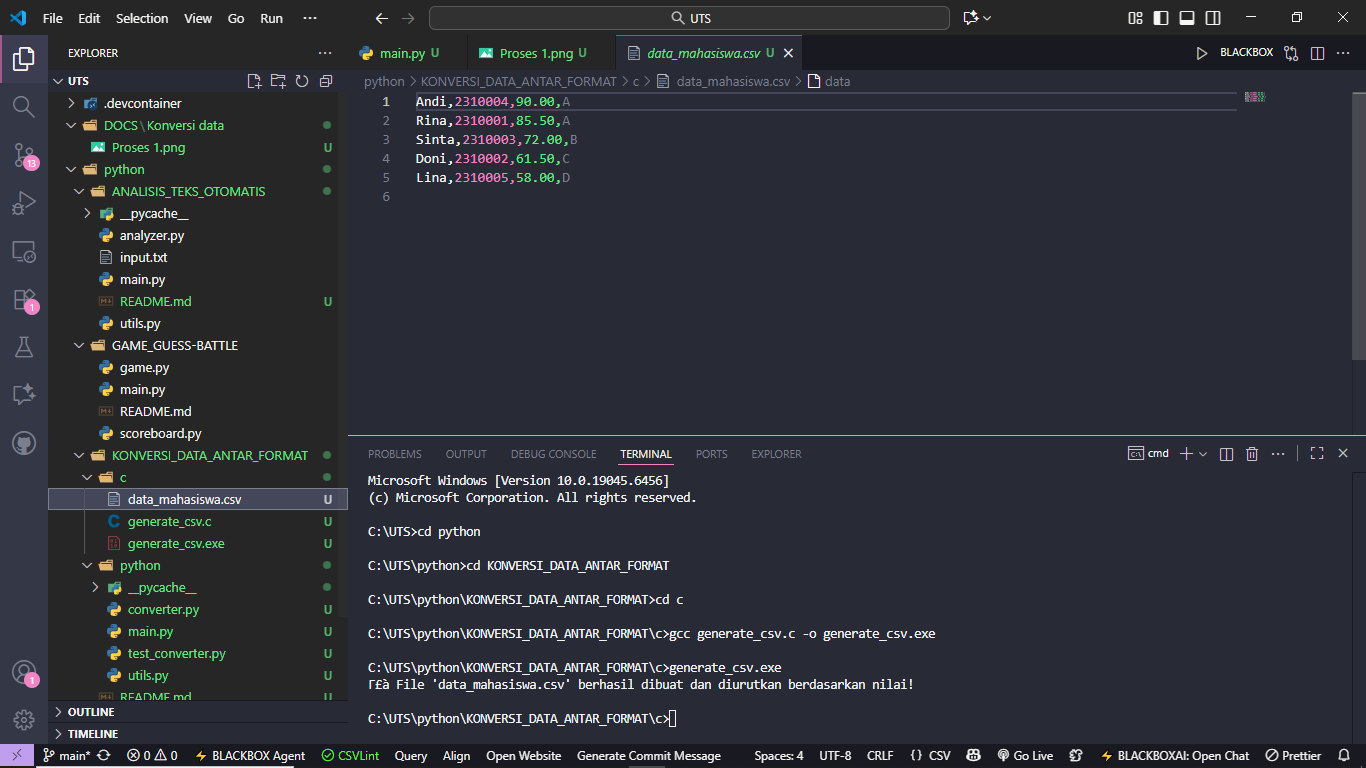 File Edit Selection View Go Run ··· UTS
EXPLORER ···
UTS
.devcontainer
DOCS \ Konversi data
Proses 1.png U
python
ANALISIS_TEKS_OTOMATIS
__pycache__
analyzer.py
input.txt
main.py
README.md U
utils.py
GAME_GUESS-BATTLE
game.py
main.py
README.md
scoreboard.py
KONVERSI_DATA_ANTAR_FORMAT
c
data_mahasiswa.csv U
generate_csv.c U
generate_csv.exe U
python
__pycache__
converter.py U
main.py U
test_converter.py U
utils.py U
README.md U
OUTLINE
TIMELINE
13
1
1
main.py U Proses 1.png U data_mahasiswa.csv U BLACKBOX ···
python > KONVERSI_DATA_ANTAR_FORMAT > c > data_mahasiswa.csv > data
1 Andi,2310004,90.00,A
2 Rina,2310001,85.50,A
3 Sinta,2310003,72.00,B
4 Doni,2310002,61.50,C
5 Lina,2310005,58.00,D
6
PROBLEMS OUTPUT DEBUG CONSOLE TERMINAL PORTS EXPLORER cmd ···
Microsoft Windows [Version 10.0.19045.6456]
(c) Microsoft Corporation. All rights reserved.
C:\UTS>cd python
C:\UTS\python>cd KONVERSI_DATA_ANTAR_FORMAT
C:\UTS\python\KONVERSI_DATA_ANTAR_FORMAT>cd c
C:\UTS\python\KONVERSI_DATA_ANTAR_FORMAT\c>gcc generate_csv.c -o generate_csv.exe
C:\UTS\python\KONVERSI_DATA_ANTAR_FORMAT\c>generate_csv.exe
Γ£à File 'data_mahasiswa.csv' berhasil dibuat dan diurutkan berdasarkan nilai!
C:\UTS\python\KONVERSI_DATA_ANTAR_FORMAT\c>
main* 0 0 BLACKBOX Agent CSVLint Query Align Open Website Generate Commit Message Spaces: 4 UTF-8 CRLF {} CSV Go Live BLACKBOXAI: Open Chat Prettier